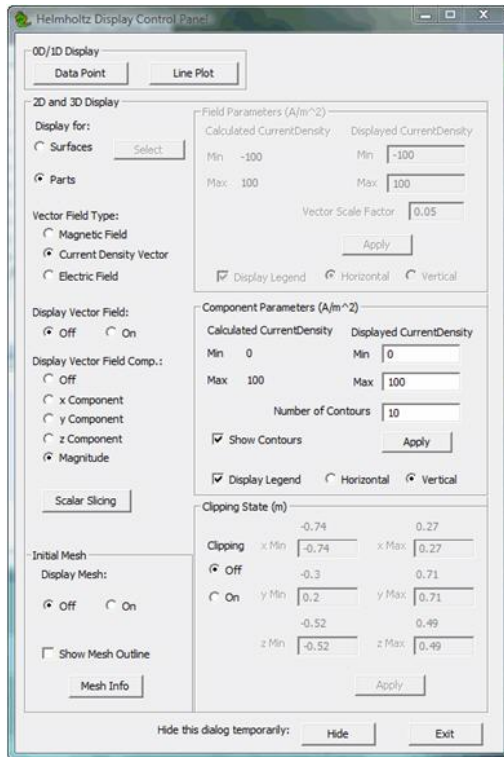 Helmholtz Display Control Panel
0D/1D Display
Data Point
Line Plot
2D and 3D Display
Display for:
Surfaces
Select
Parts
Vector Field Type:
Magnetic Field
Current Density Vector
Electric Field
Display Vector Field:
Off
On
Display Vector Field Comp.:
Off
x Component
y Component
z Component
Magnitude
Scalar Slicing
Initial Mesh
Display Mesh:
Off
On
Show Mesh Outline
Mesh Info
Field Parameters (A/m^2)
Calculated CurrentDensity
Displayed CurrentDensity
Min -100
Min -100
Max 100
Max 100
Vector Scale Factor 0.05
Apply
Display Legend
Horizontal
Vertical
Component Parameters (A/m^2)
Calculated CurrentDensity
Displayed CurrentDensity
Min 0
Min 0
Max 100
Max 100
Number of Contours 10
Show Contours
Apply
Display Legend
Horizontal
Vertical
Clipping State (m)
-0.74 0.27
Clipping x Min -0.74 x Max 0.27
Off
-0.3 0.71
On
y Min 0.2 y Max 0.71
-0.52 0.49
z Min -0.52 z Max 0.49
Apply
Hide this dialog temporarily:
Hide
Exit